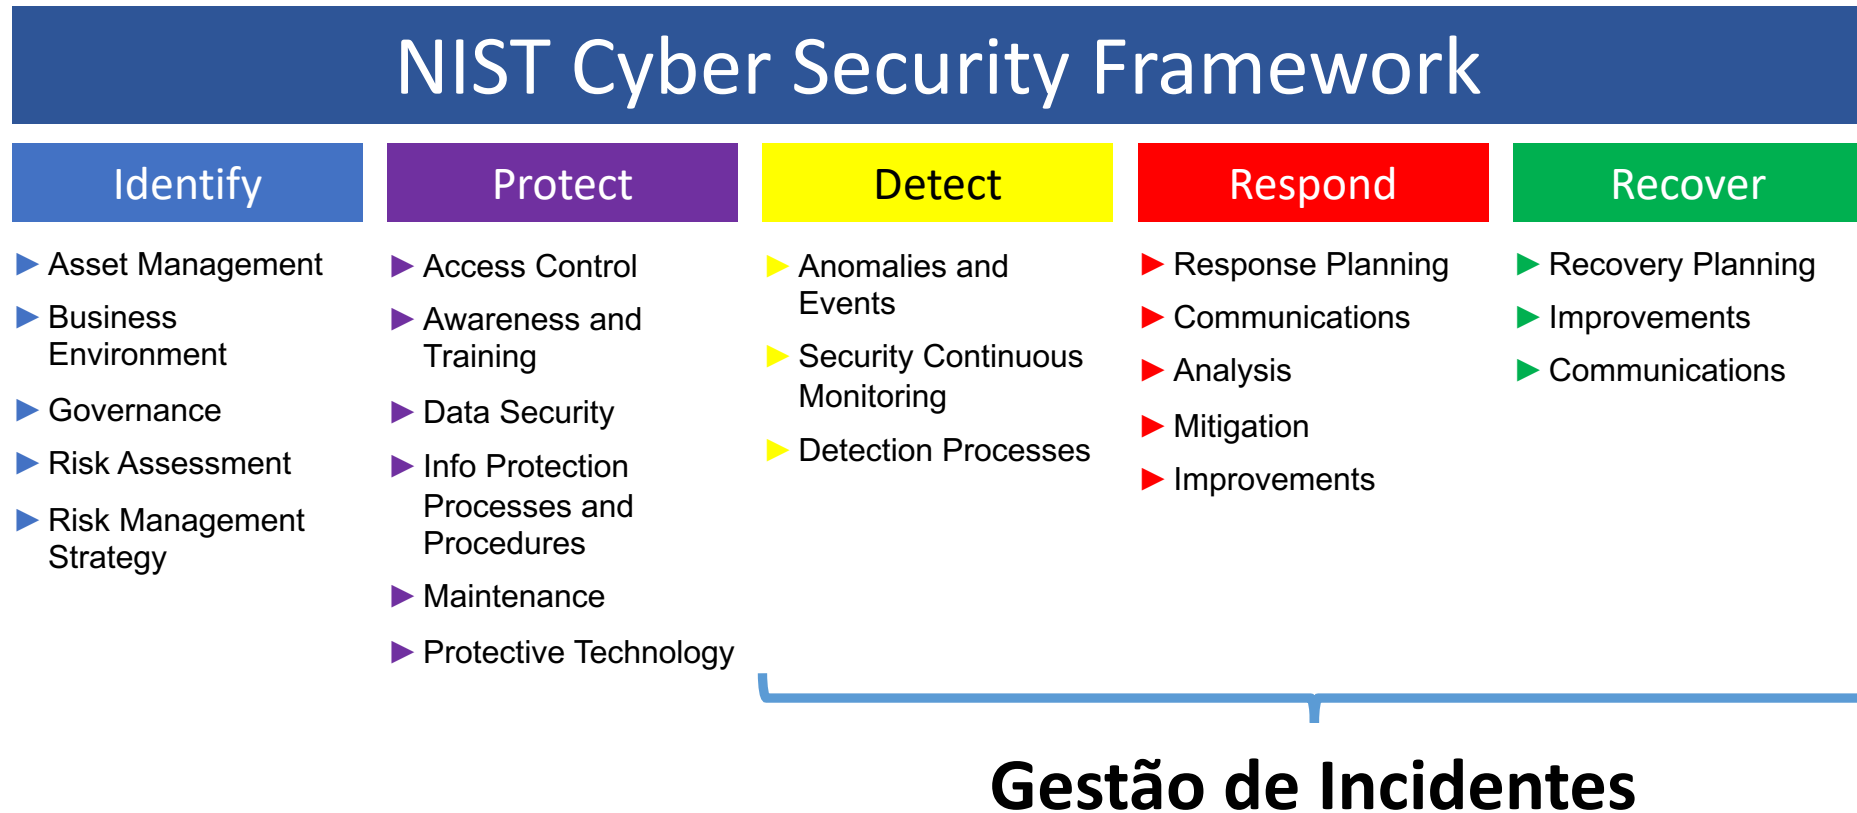 NIST Cyber Security Framework
Identify
Asset Management
Business
Environment
Governance
Risk Assessment
Risk Management
Strategy
Protect
Access Control
Awareness and
Training
Data Security
Info Protection
Processes and
Procedures
Maintenance
Protective Technology
Detect
Anomalies and
Events
Security Continuous
Monitoring
Detection Processes
Respond
Response Planning
Communications
Analysis
Mitigation
Improvements
Recover
Recovery Planning
Improvements
Communications
Gestão de Incidentes